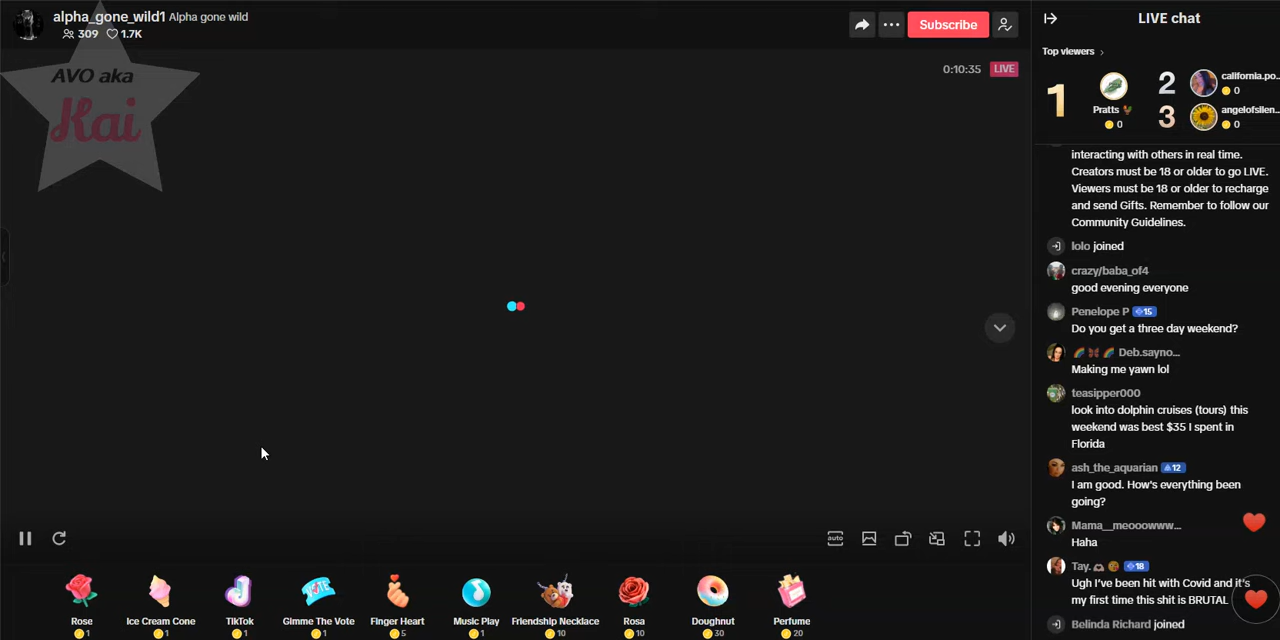 alpha_gone_wild1 Alpha gone wild
309 1.7K
Subscribe
AVO aka
Kai
0:10:35 LIVE
auto
Rose
1
Ice Cream Cone
1
TikTok
1
VOTE
Gimme The Vote
1
Finger Heart
5
Music Play
1
Friendship Necklace
10
Rosa
10
Doughnut
30
Perfume
20
LIVE chat
Top viewers
1
Pratts
0
2
california.po...
0
3
angelofsilen...
0
interacting with others in real time.
Creators must be 18 or older to go LIVE.
Viewers must be 18 or older to recharge
and send Gifts. Remember to follow our
Community Guidelines.
lolo joined
crazy/baba_of4
good evening everyone
Penelope P 15
Do you get a three day weekend?
Deb.sayno...
Making me yawn lol
teasipper000
look into dolphin cruises (tours) this
weekend was best $35 I spent in
Florida
ash_the_aquarian 12
I am good. How's everything been
going?
Mama__meooowww...
Haha
Tay. 18
Ugh I've been hit with Covid and it's
my first time this shit is BRUTAL
Belinda Richard joined